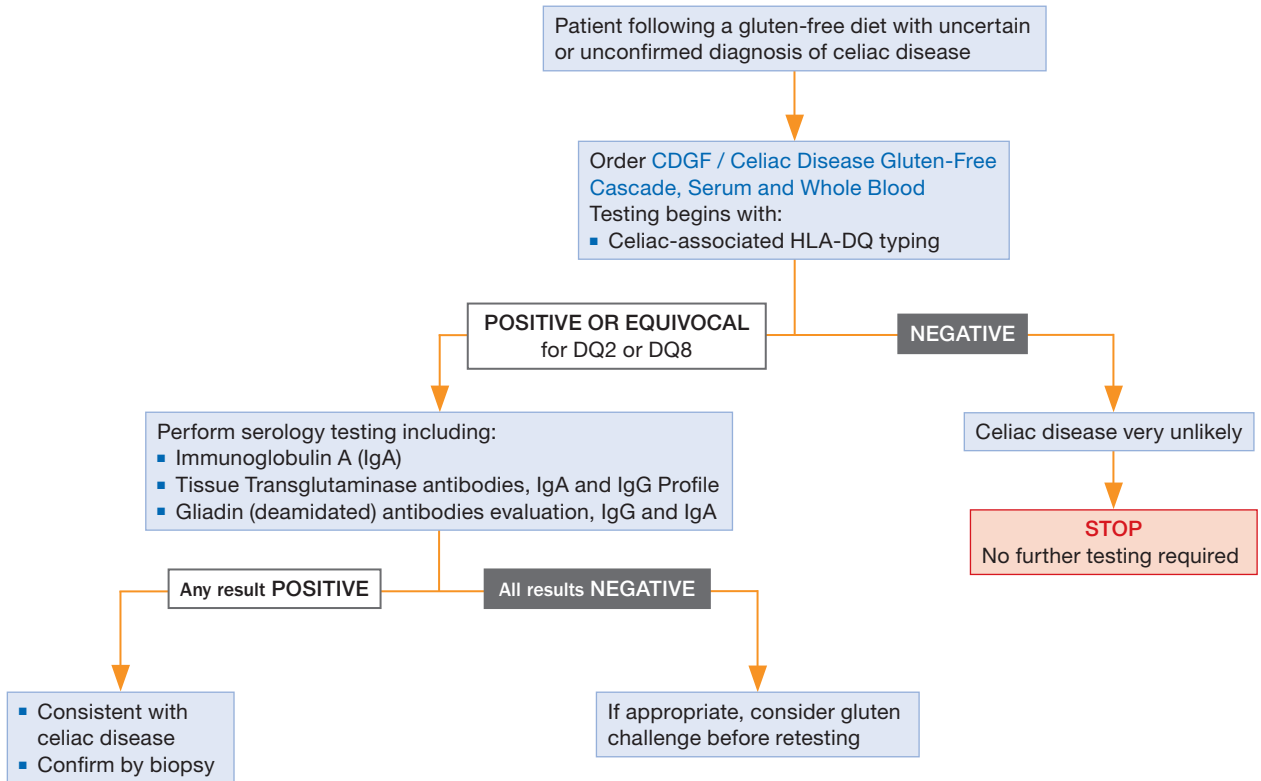 Patient following a gluten-free diet with uncertain
or unconfirmed diagnosis of celiac disease
Order CDGF / Celiac Disease Gluten-Free
Cascade, Serum and Whole Blood
Testing begins with:
▪ Celiac-associated HLA-DQ typing
POSITIVE OR EQUIVOCAL
for DQ2 or DQ8
NEGATIVE
Perform serology testing including:
▪ Immunoglobulin A (IgA)
▪ Tissue Transglutaminase antibodies, IgA and IgG Profile
▪ Gliadin (deamidated) antibodies evaluation, IgG and IgA
Celiac disease very unlikely
STOP
No further testing required
Any result POSITIVE
All results NEGATIVE
▪ Consistent with
celiac disease
▪ Confirm by biopsy
If appropriate, consider gluten
challenge before retesting